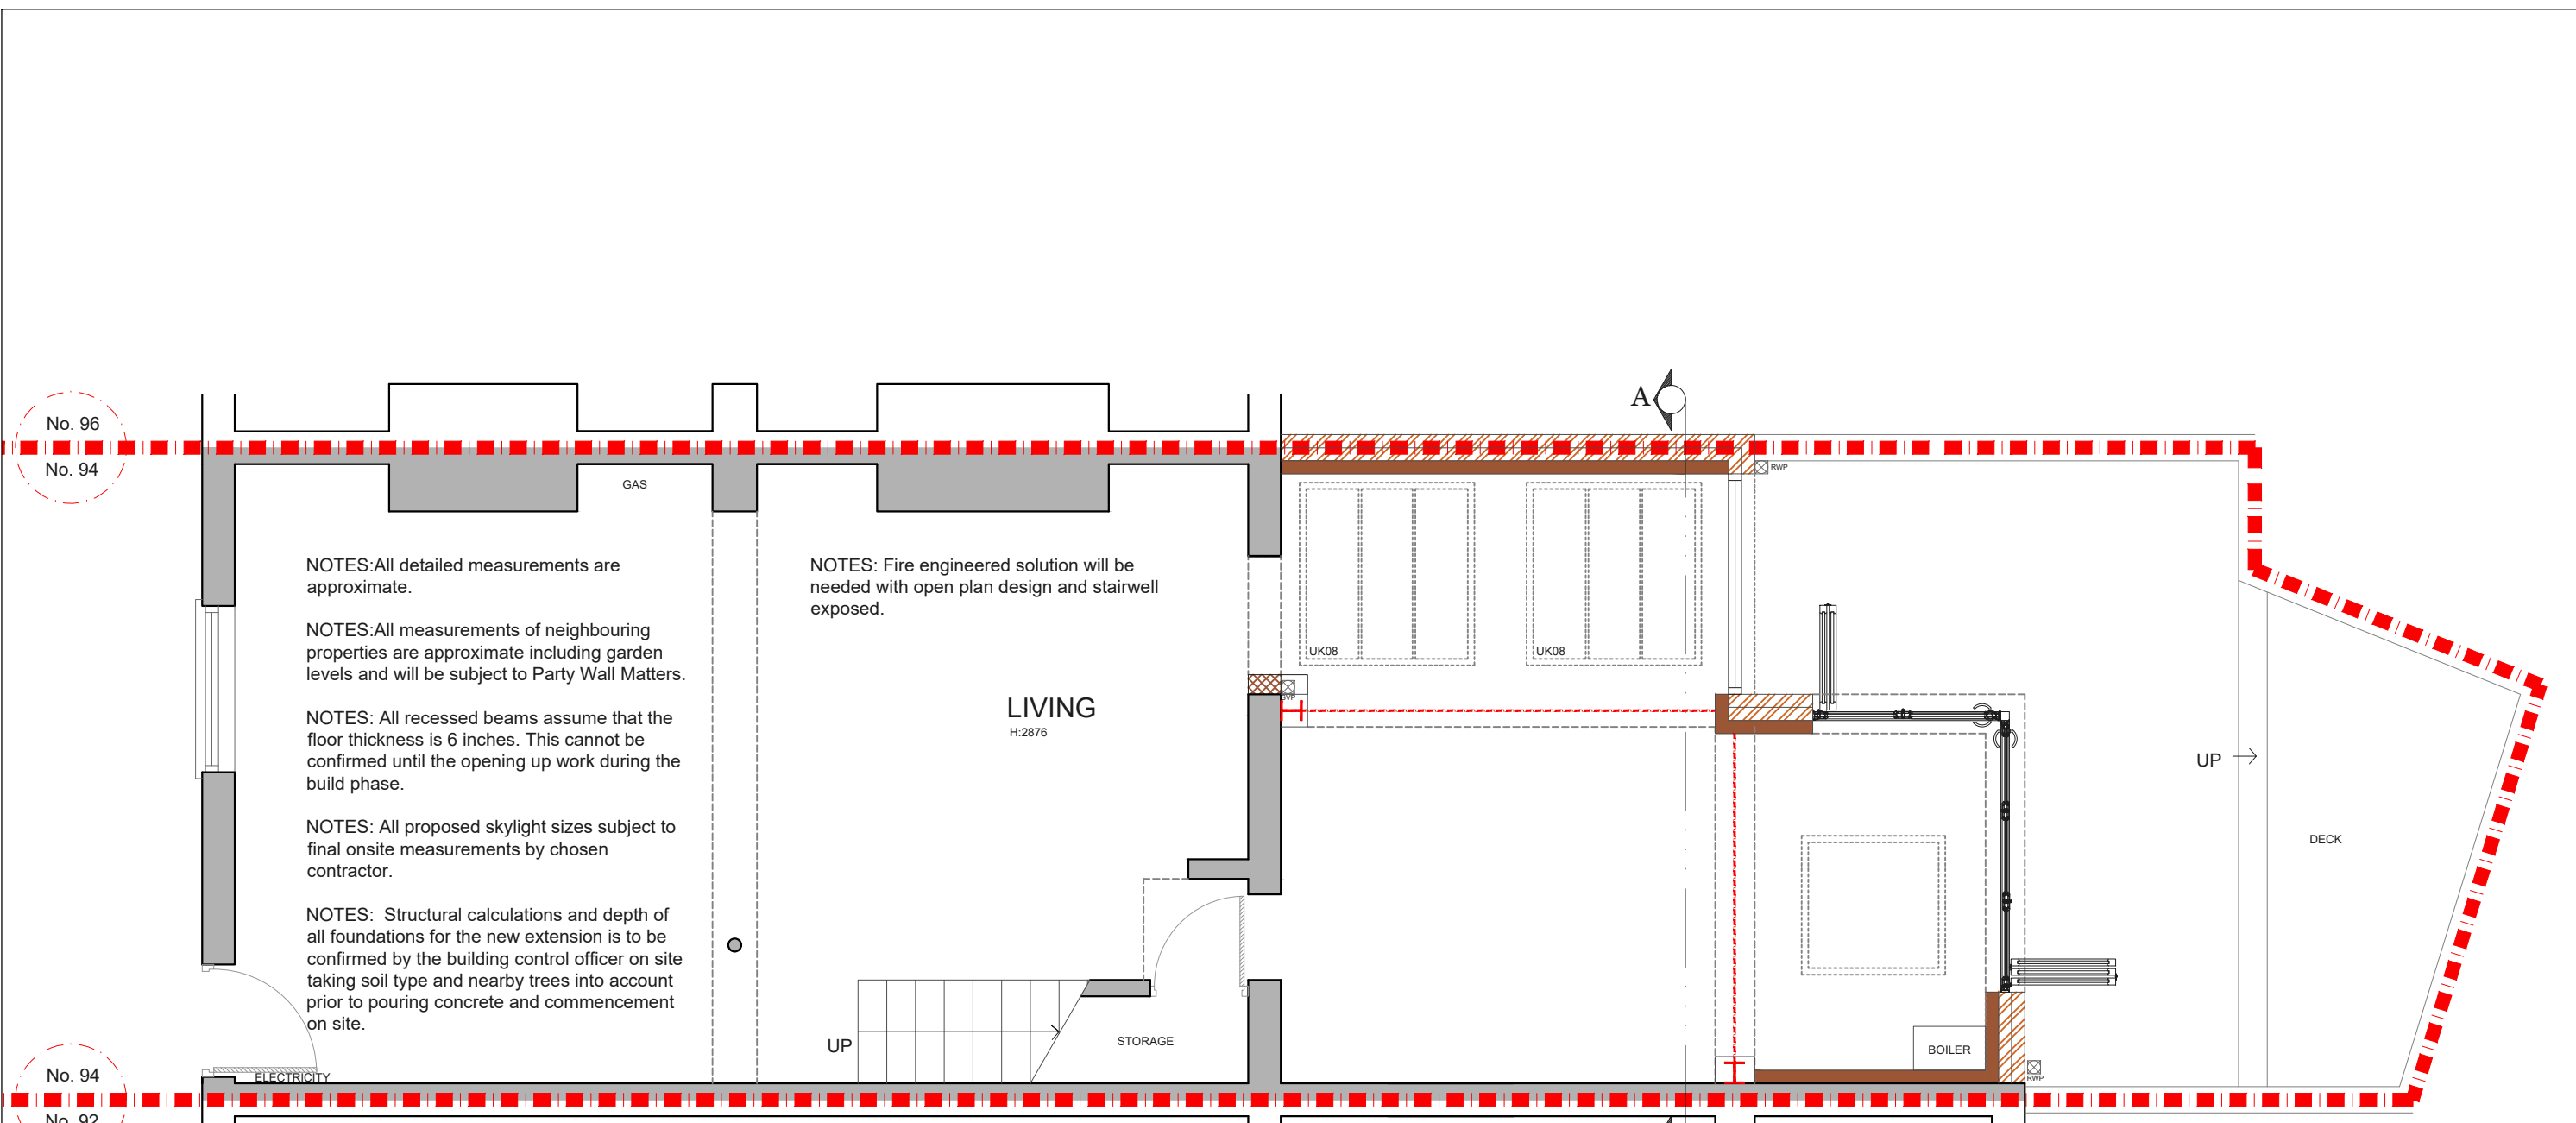 A
No. 96
No. 94
RWP
GAS
NOTES:All detailed measurements are
approximate.
NOTES:All measurements of neighbouring
properties are approximate including garden
levels and will be subject to Party Wall Matters.
NOTES: All recessed beams assume that the
floor thickness is 6 inches. This cannot be
confirmed until the opening up work during the
build phase.
NOTES: All proposed skylight sizes subject to
final onsite measurements by chosen
contractor.
NOTES: Structural calculations and depth of
all foundations for the new extension is to be
confirmed by the building control officer on site
taking soil type and nearby trees into account
prior to pouring concrete and commencement
on site.
NOTES: Fire engineered solution will be
needed with open plan design and stairwell
exposed.
UK08
UK08
SVP
LIVING
H:2876
UP
DECK
UP
STORAGE
BOILER
ELECTRICITY
RWP
No. 94
No. 92